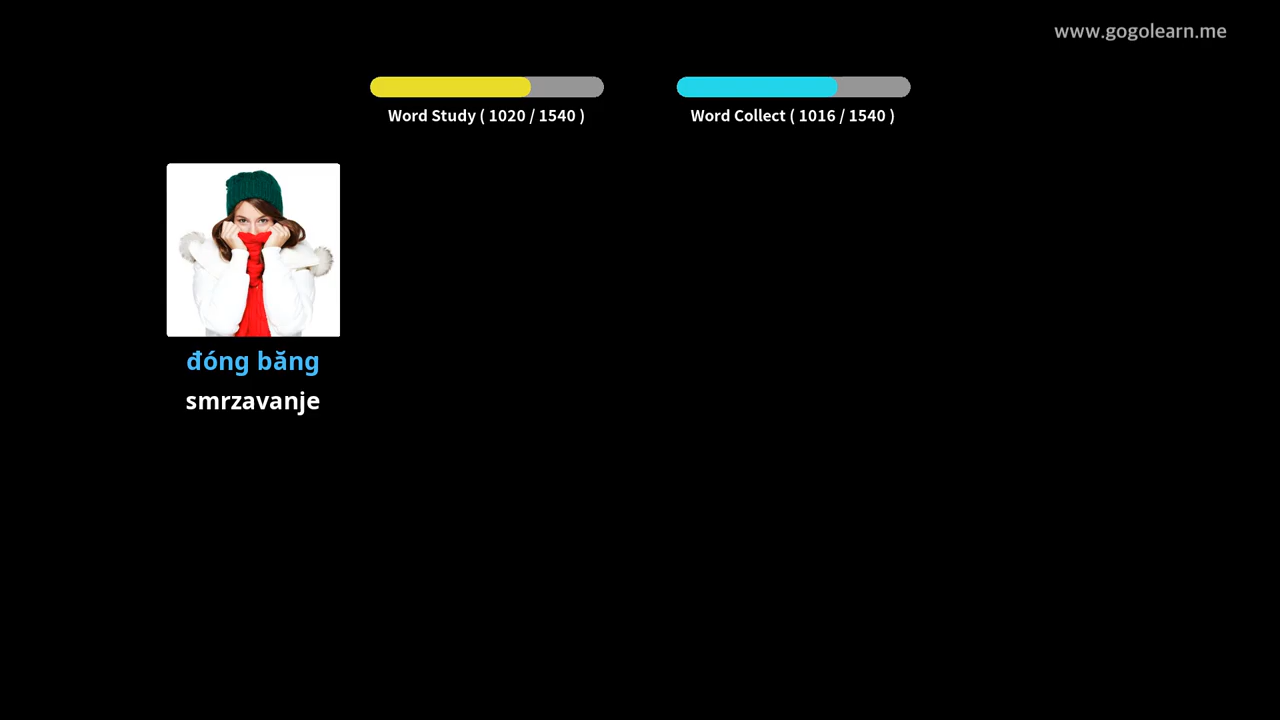 www.gogolearn.me
Word Study ( 1020 / 1540 )
Word Collect ( 1016 / 1540 )
đóng băng
smrzavanje